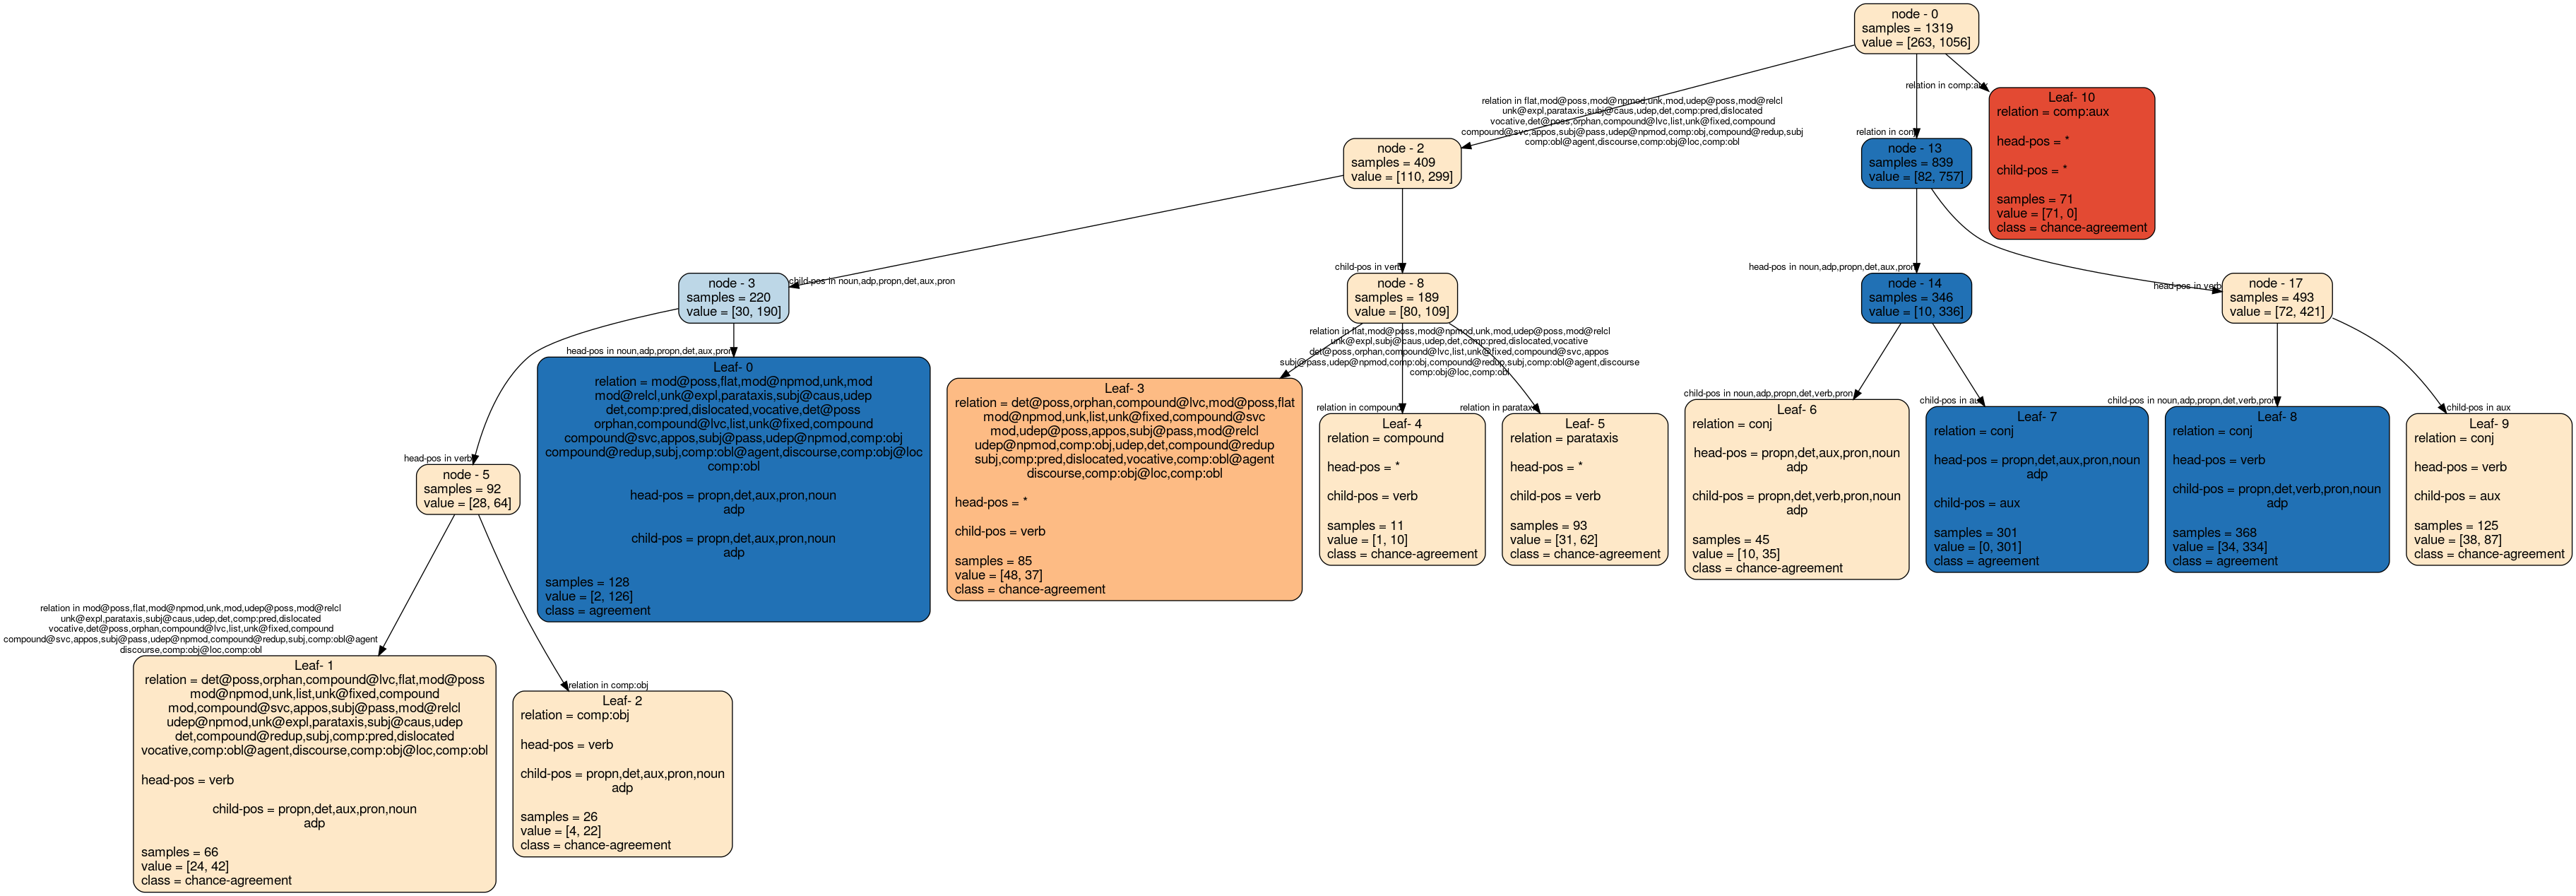 node - 0
samples = 1319
value = [263, 1056]
relation in flat,mod@poss,mod@npmod,unk,mod,udep@poss,mod@relcl
unk@expl,parataxis,subj@caus,udep,det,comp:pred,dislocated
vocative,det@poss,orphan,compound@lvc,list,unk@fixed,compound
compound@svc,appos,subj@pass,udep@npmod,comp:obj,compound@redup,subj
comp:obl@agent,discourse,comp:obj@loc,comp:obl
relation in conj
relation in comp:aux
Leaf- 10
relation = comp:aux
head-pos = *
child-pos = *
samples = 71
value = [71, 0]
class = chance-agreement
node - 2
samples = 409
value = [110, 299]
node - 13
samples = 839
value = [82, 757]
child-pos in noun,adp,propn,det,aux,pron
child-pos in verb
head-pos in noun,adp,propn,det,aux,pron
head-pos in verb
node - 3
samples = 220
value = [30, 190]
node - 8
samples = 189
value = [80, 109]
node - 14
samples = 346
value = [10, 336]
node - 17
samples = 493
value = [72, 421]
head-pos in verb
head-pos in noun,adp,propn,det,aux,pron
relation in flat,mod@poss,mod@npmod,unk,mod,udep@poss,mod@relcl
unk@expl,subj@caus,udep,det,comp:pred,dislocated,vocative
det@poss,orphan,compound@lvc,list,unk@fixed,compound@svc,appos
subj@pass,udep@npmod,comp:obj,compound@redup,subj,comp:obl@agent,discourse
comp:obj@loc,comp:obl
relation in compound
relation in parataxis
child-pos in noun,adp,propn,det,verb,pron
child-pos in aux
child-pos in noun,adp,propn,det,verb,pron
child-pos in aux
node - 5
samples = 92
value = [28, 64]
Leaf- 0
relation = mod@poss,flat,mod@npmod,unk,mod
mod@relcl,unk@expl,parataxis,subj@caus,udep
det,comp:pred,dislocated,vocative,det@poss
orphan,compound@lvc,list,unk@fixed,compound
compound@svc,appos,subj@pass,udep@npmod,comp:obj
compound@redup,subj,comp:obl@agent,discourse,comp:obj@loc
comp:obl
head-pos = propn,det,aux,pron,noun
adp
child-pos = propn,det,aux,pron,noun
adp
samples = 128
value = [2, 126]
class = agreement
Leaf- 3
relation = det@poss,orphan,compound@lvc,mod@poss,flat
mod@npmod,unk,list,unk@fixed,compound@svc
mod,udep@poss,appos,subj@pass,mod@relcl
udep@npmod,comp:obj,udep,det,compound@redup
subj,comp:pred,dislocated,vocative,comp:obl@agent
discourse,comp:obj@loc,comp:obl
head-pos = *
child-pos = verb
samples = 85
value = [48, 37]
class = chance-agreement
Leaf- 4
relation = compound
head-pos = *
child-pos = verb
samples = 11
value = [1, 10]
class = chance-agreement
Leaf- 5
relation = parataxis
head-pos = *
child-pos = verb
samples = 93
value = [31, 62]
class = chance-agreement
Leaf- 6
relation = conj
head-pos = propn,det,aux,pron,noun
adp
child-pos = propn,det,verb,pron,noun
adp
samples = 45
value = [10, 35]
class = chance-agreement
Leaf- 7
relation = conj
head-pos = propn,det,aux,pron,noun
adp
child-pos = aux
samples = 301
value = [0, 301]
class = agreement
Leaf- 8
relation = conj
head-pos = verb
child-pos = propn,det,verb,pron,noun
adp
samples = 368
value = [34, 334]
class = agreement
Leaf- 9
relation = conj
head-pos = verb
child-pos = aux
samples = 125
value = [38, 87]
class = chance-agreement
relation in mod@poss,flat,mod@npmod,unk,mod,udep@poss,mod@relcl
unk@expl,parataxis,subj@caus,udep,det,comp:pred,dislocated
vocative,det@poss,orphan,compound@lvc,list,unk@fixed,compound
compound@svc,appos,subj@pass,udep@npmod,compound@redup,subj,comp:obl@agent
discourse,comp:obj@loc,comp:obl
relation in comp:obj
Leaf- 1
relation = det@poss,orphan,compound@lvc,flat,mod@poss
mod@npmod,unk,list,unk@fixed,compound
mod,compound@svc,appos,subj@pass,mod@relcl
udep@npmod,unk@expl,parataxis,subj@caus,udep
det,compound@redup,subj,comp:pred,dislocated
vocative,comp:obl@agent,discourse,comp:obj@loc,comp:obl
head-pos = verb
child-pos = propn,det,aux,pron,noun
adp
samples = 66
value = [24, 42]
class = chance-agreement
Leaf- 2
relation = comp:obj
head-pos = verb
child-pos = propn,det,aux,pron,noun
adp
samples = 26
value = [4, 22]
class = chance-agreement